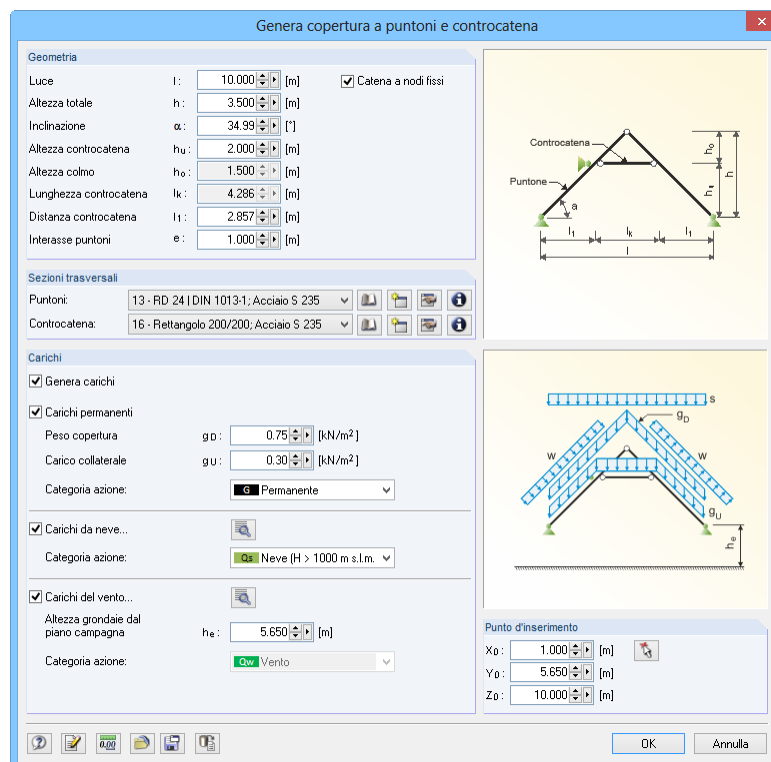 Genera copertura a puntoni e controcatena
Geometria
Luce l : 10.000 [m]
Catena a nodi fissi
Altezza totale h : 3.500 [m]
Inclinazione α : 34.99 [°]
Altezza controcatena hu : 2.000 [m]
Altezza colmo ho : 1.500 [m]
Lunghezza controcatena lk : 4.286 [m]
Distanza controcatena l1 : 2.857 [m]
Interasse puntoni e : 1.000 [m]
Controcatena
Puntone
a
ho
h
l1
lk
l1
l
Sezioni trasversali
Puntoni: 13 - RD 24 | DIN 1013-1; Acciaio S 235
Controcatena: 16 - Rettangolo 200/200; Acciaio S 235
Carichi
Genera carichi
Carichi permanenti
Peso copertura gD : 0.75 [kN/m²]
Carico collaterale gU : 0.30 [kN/m²]
Categoria azione: G Permanente
Carichi da neve...
Categoria azione: Qs Neve (H > 1000 m s.l.m.
Carichi del vento...
Altezza grondaie dal
piano campagna he : 5.650 [m]
Categoria azione: Qw Vento
s
gD
w
w
gU
he
Punto d'inserimento
X0 : 1.000 [m]
Y0 : 5.650 [m]
Z0 : 10.000 [m]
0.00
OK
Annulla